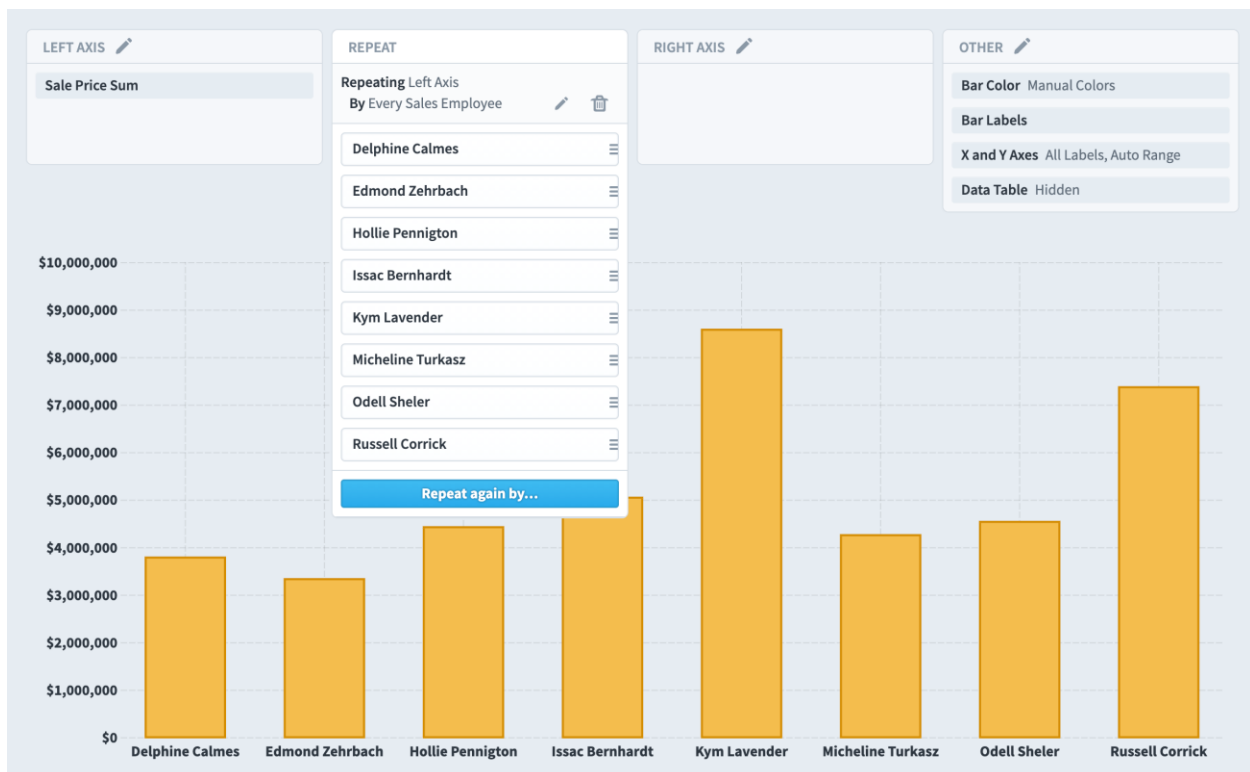 LEFT AXIS
Sale Price Sum
REPEAT
Repeating Left Axis
By Every Sales Employee
Delphine Calmes
Edmond Zehrbach
Hollie Pennigton
Issac Bernhardt
Kym Lavender
Micheline Turkasz
Odell Sheler
Russell Corrick
Repeat again by...
RIGHT AXIS
OTHER
Bar Color Manual Colors
Bar Labels
X and Y Axes All Labels, Auto Range
Data Table Hidden
$10,000,000
$9,000,000
$8,000,000
$7,000,000
$6,000,000
$5,000,000
$4,000,000
$3,000,000
$2,000,000
$1,000,000
$0
Delphine Calmes Edmond Zehrbach Hollie Pennigton Issac Bernhardt Kym Lavender Micheline Turkasz Odell Sheler Russell Corrick